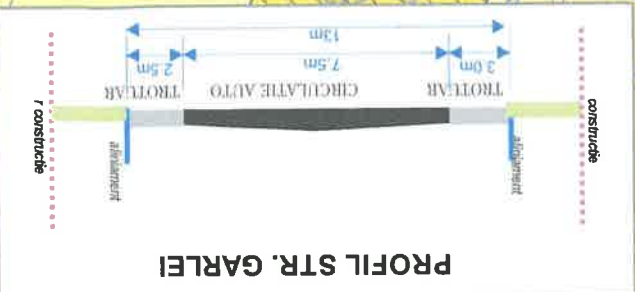 PROFIL STR. GARLEI
aliniament
aliniament
constructie
r constructie
TROTUAR CIRCULATIE AUTO TROTUAR
3.0m 7.5m 2.5m
13m